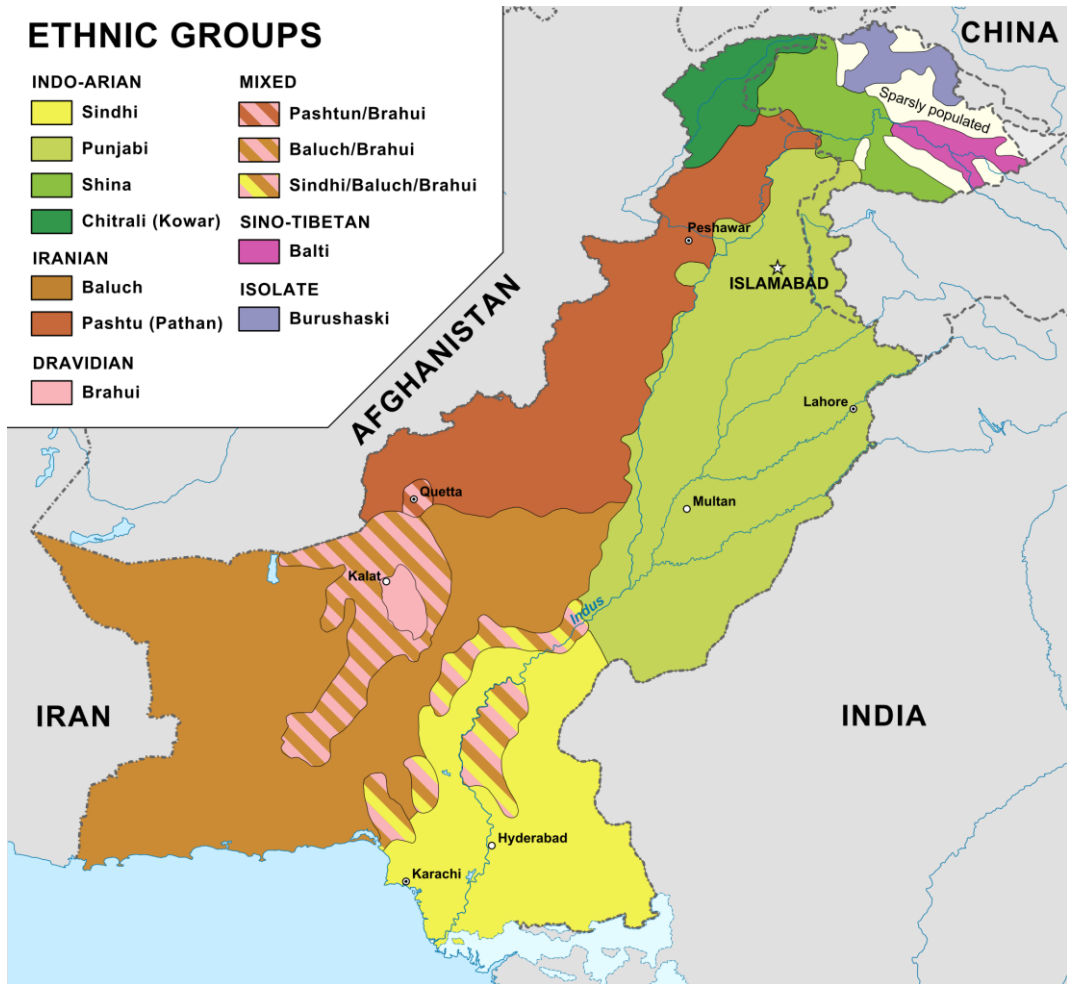 ETHNIC GROUPS
INDO-ARIAN
Sindhi
Punjabi
Shina
Chitrali (Kowar)
IRANIAN
Baluch
Pashtu (Pathan)
DRAVIDIAN
Brahui
MIXED
Pashtun/Brahui
Baluch/Brahui
Sindhi/Baluch/Brahui
SINO-TIBETAN
Balti
ISOLATE
Burushaski
CHINA
Sparsly populated
Peshawar
ISLAMABAD
AFGHANISTAN
Lahore
Quetta
Multan
Kalat
Indus
IRAN
INDIA
Hyderabad
Karachi